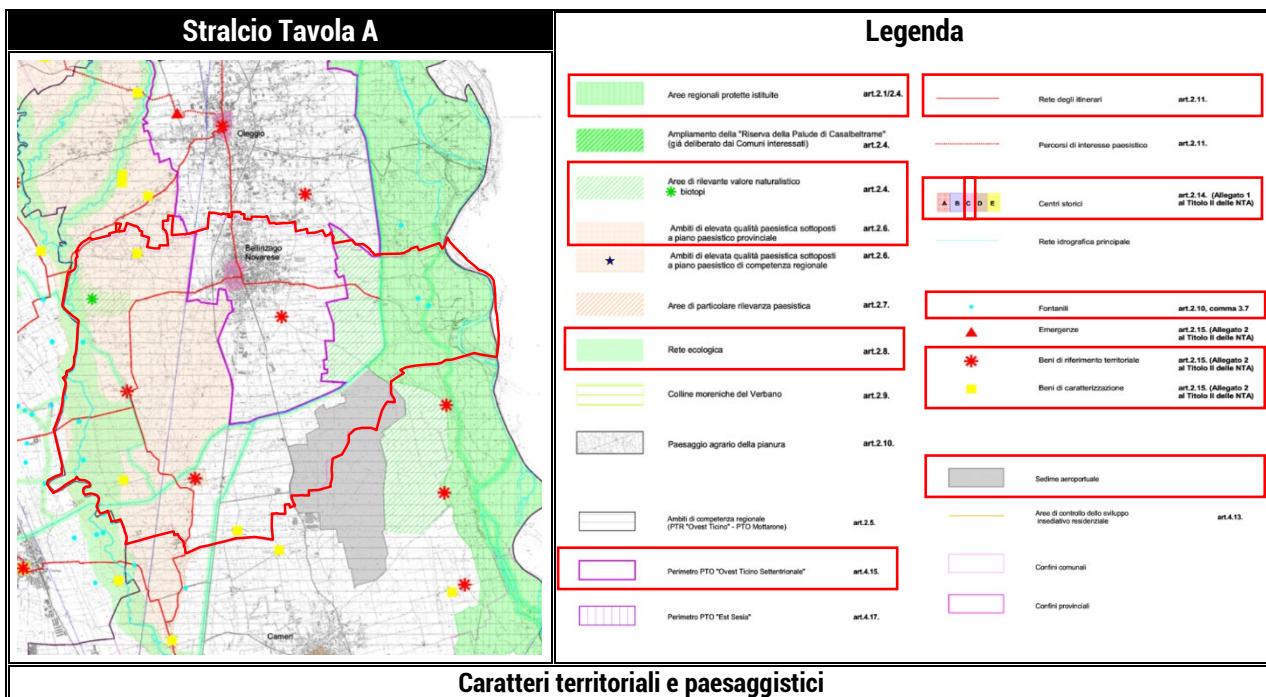 Stralcio Tavola A
Legenda
Oleggio
Bellinzago
Novarese
Cameri
Aree regionali protette istituite art.2.1/2.4.
Ampliamento della "Riserva della Palude di Casalbeltrame"
(già deliberato dai Comuni interessati) art.2.4.
Aree di rilevante valore naturalistico art.2.4.
biotopi
Ambiti di elevata qualità paesistica sottoposti art.2.6.
a piano paesistico provinciale
Ambiti di elevata qualità paesistica sottoposti art.2.6.
a piano paesistico di competenza regionale
Aree di particolare rilevanza paesistica art.2.7.
Rete ecologica art.2.8.
Colline moreniche del Verbano art.2.9.
Paesaggio agrario della pianura art.2.10.
Ambiti di competenza regionale art.2.5.
(PTR "Ovest Ticino" - PTO Mottarone)
Perimetro PTO "Ovest Ticino Settentrionale" art.4.15.
Perimetro PTO "Est Sesia" art.4.17.
Rete degli itinerari art.2.11.
Percorsi di interesse paesistico art.2.11.
A B C D E Centri storici art.2.14. (Allegato 1
al Titolo II delle NTA)
Rete idrografica principale
Fontanili art.2.10, comma 3.7
Emergenze art.2.15. (Allegato 2
al Titolo II delle NTA)
Beni di riferimento territoriale art.2.15. (Allegato 2
al Titolo II delle NTA)
Beni di caratterizzazione art.2.15. (Allegato 2
al Titolo II delle NTA)
Sedime aeroportuale
Aree di controllo dello sviluppo art.4.13.
insediativo residenziale
Confini comunali
Confini provinciali
Caratteri territoriali e paesaggistici